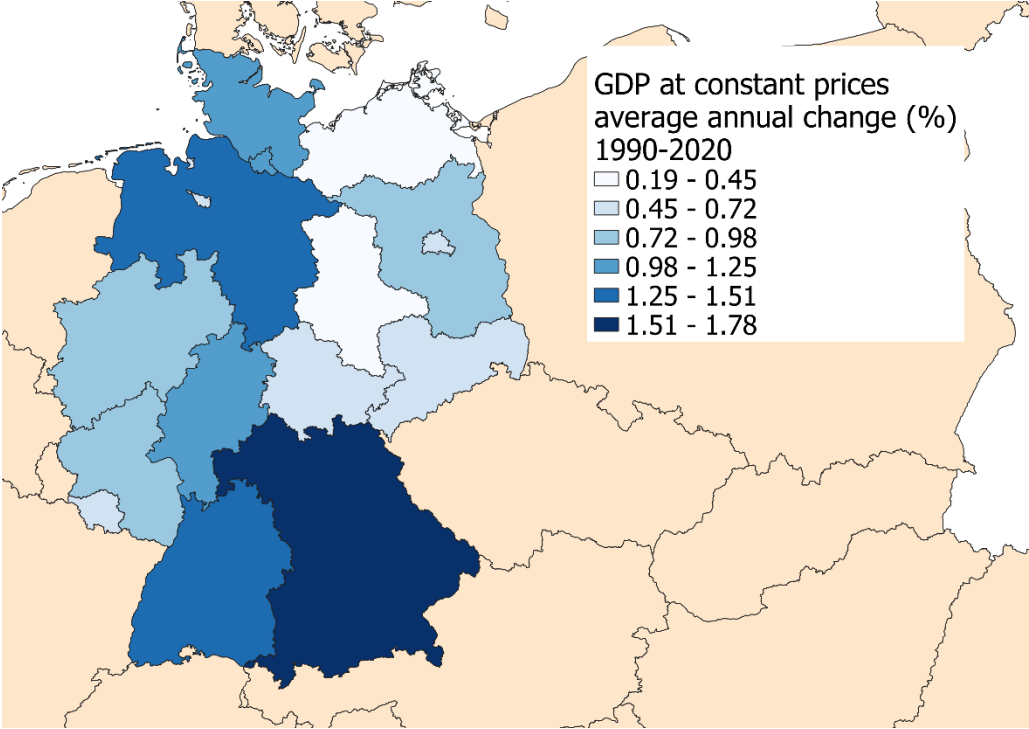 GDP at constant prices
average annual change (%)
1990-2020
0.19 - 0.45
0.45 - 0.72
0.72 - 0.98
0.98 - 1.25
1.25 - 1.51
1.51 - 1.78